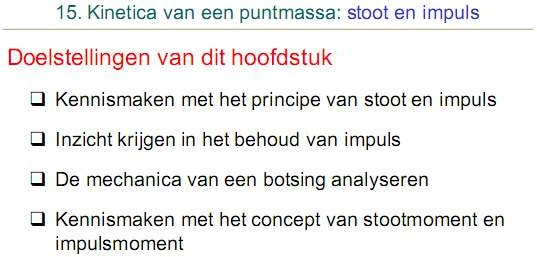 15. Kinetica van een puntmassa: stoot en impuls
Doelstellingen van dit hoofdstuk
❑ Kennismaken met het principe van stoot en impuls
❑ Inzicht krijgen in het behoud van impuls
❑ De mechanica van een botsing analyseren
❑ Kennismaken met het concept van stootmoment en
impulsmoment